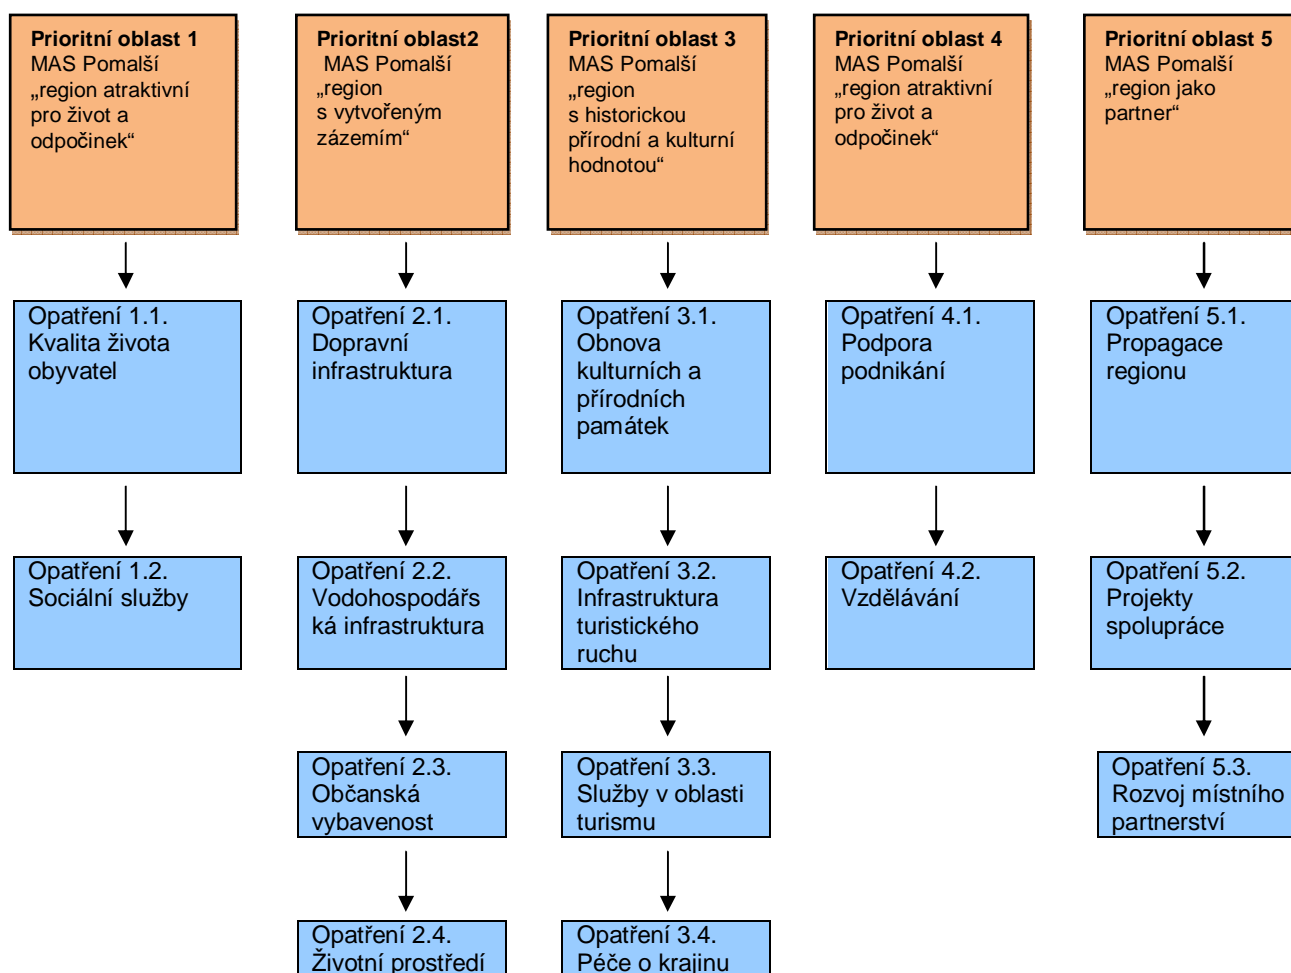 Prioritní oblast 1
MAS Pomalší
„region atraktivní
pro život a
odpočinek“
Prioritní oblast2
MAS Pomalší
„region
s vytvořeným
zázemím“
Prioritní oblast 3
MAS Pomalší
„region
s historickou
přírodní a kulturní
hodnotou“
Prioritní oblast 4
MAS Pomalší
„region atraktivní
pro život a
odpočinek“
Prioritní oblast 5
MAS Pomalší
„region jako
partner“
Opatření 1.1.
Kvalita života
obyvatel
Opatření 2.1.
Dopravní
infrastruktura
Opatření 3.1.
Obnova
kulturních a
přírodních
památek
Opatření 4.1.
Podpora
podnikání
Opatření 5.1.
Propagace
regionu
Opatření 1.2.
Sociální služby
Opatření 2.2.
Vodohospodářs
ká infrastruktura
Opatření 3.2.
Infrastruktura
turistického
ruchu
Opatření 4.2.
Vzdělávání
Opatření 5.2.
Projekty
spolupráce
Opatření 2.3.
Občanská
vybavenost
Opatření 3.3.
Služby v oblasti
turismu
Opatření 5.3.
Rozvoj místního
partnerství
Opatření 2.4.
Životní prostředí
Opatření 3.4.
Péče o krajinu